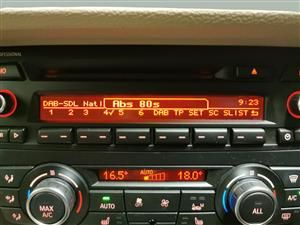 PROFESSIONAL
DAB-SDL Natl Abs 80s 9:23
1 2 3 4✓ 5 6 DAB TP SET SC SLIST
16.5° AUTO 18.0°
MAX A/C
AUTO
ALL